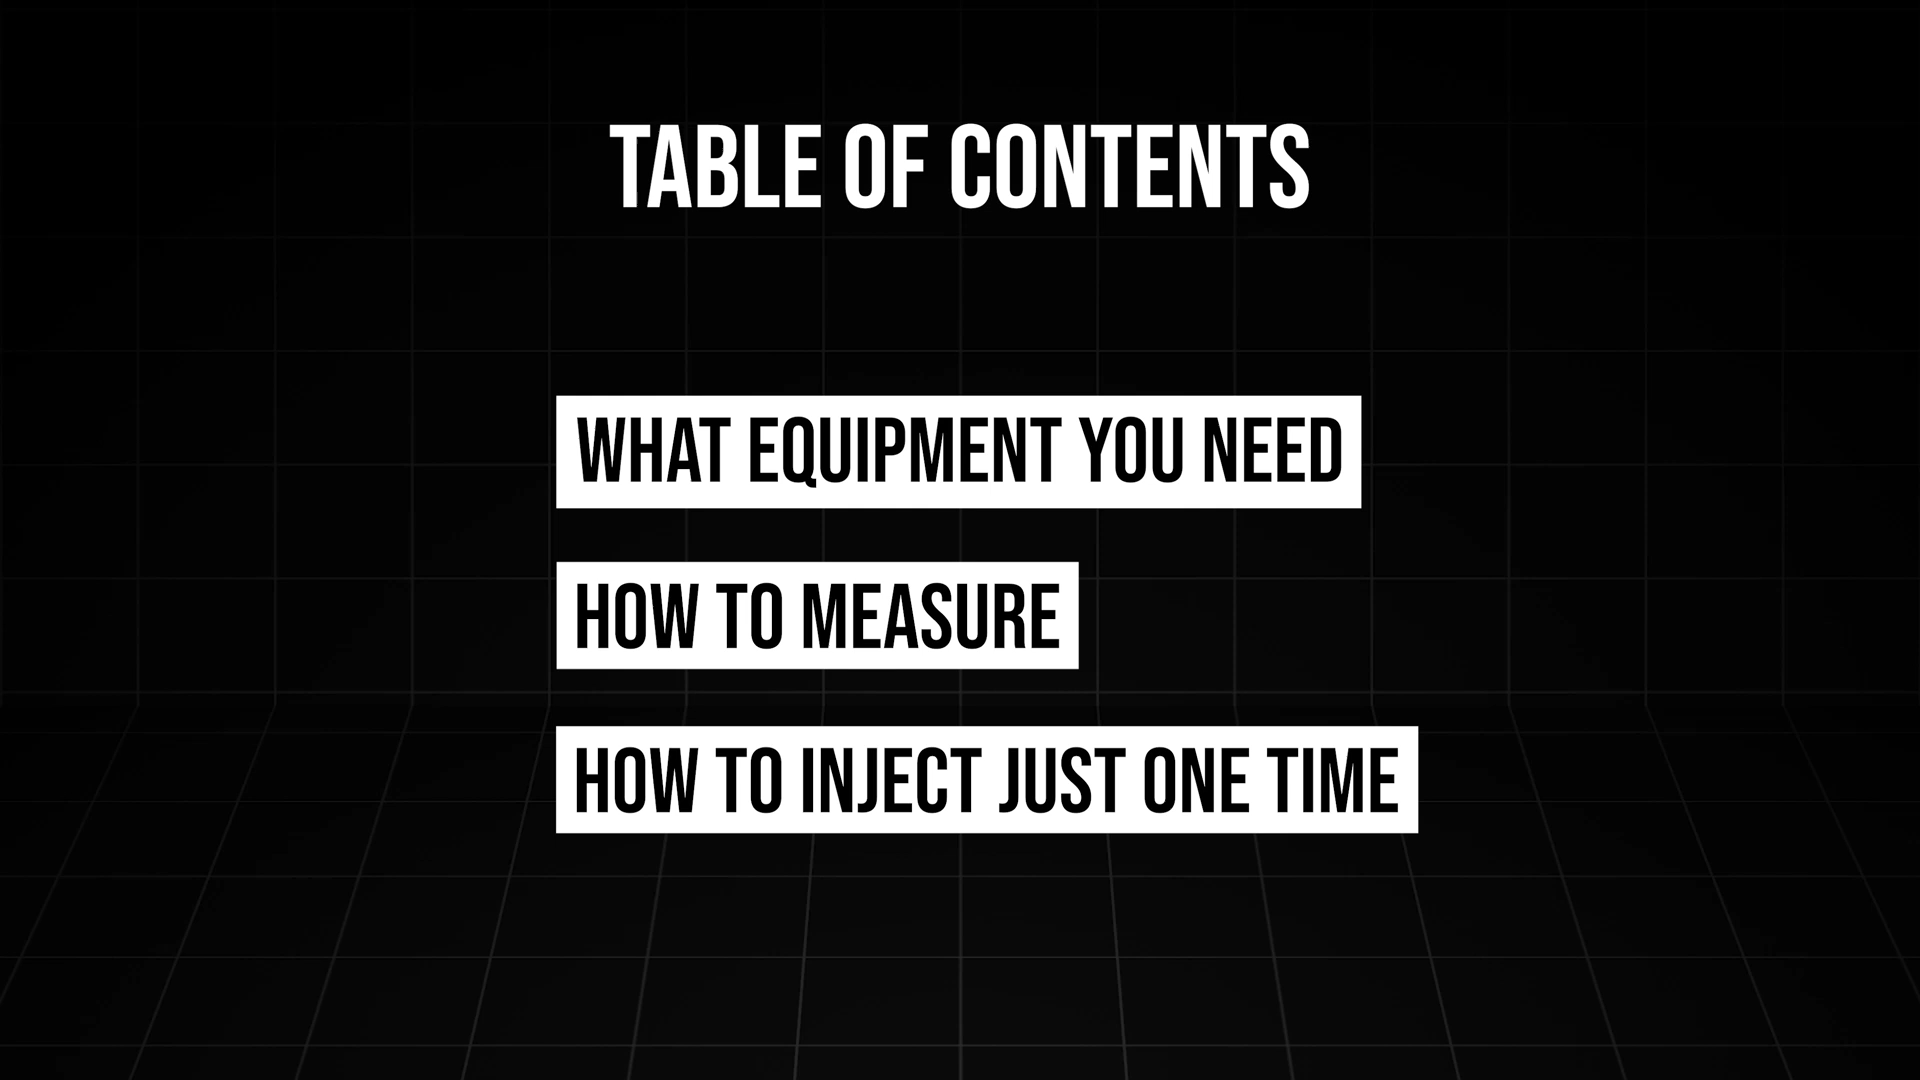 TABLE OF CONTENTS
WHAT EQUIPMENT YOU NEED
HOW TO MEASURE
HOW TO INJECT JUST ONE TIME